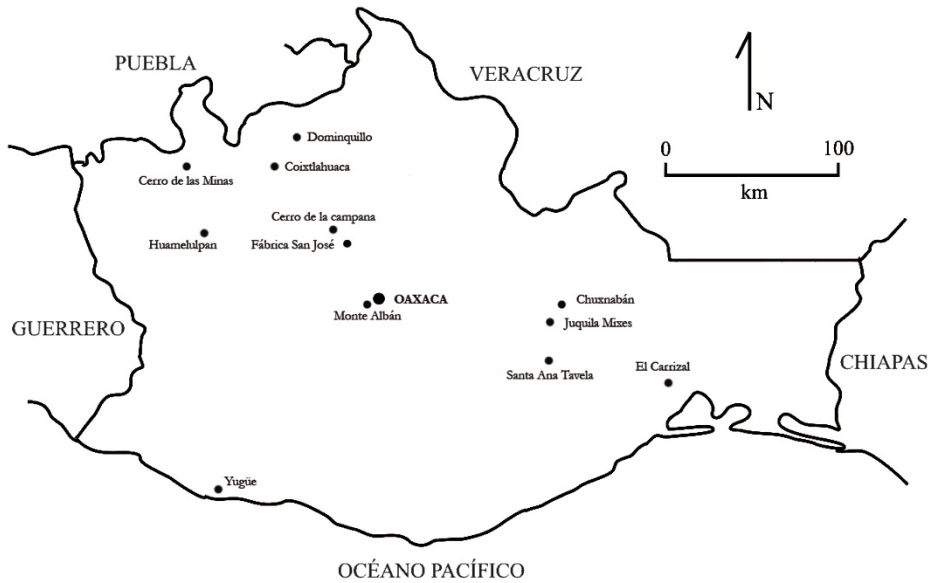 PUEBLA
VERACRUZ
N
0 100
km
Dominquillo
Cerro de las Minas
Coixtlahuaca
Cerro de la campana
Huamelulpan
Fábrica San José
OAXACA
Monte Albán
Chuxnabán
Juquila Mixes
GUERRERO
Santa Ana Tavela
El Carrizal
CHIAPAS
Yugüe
OCÉANO PACÍFICO